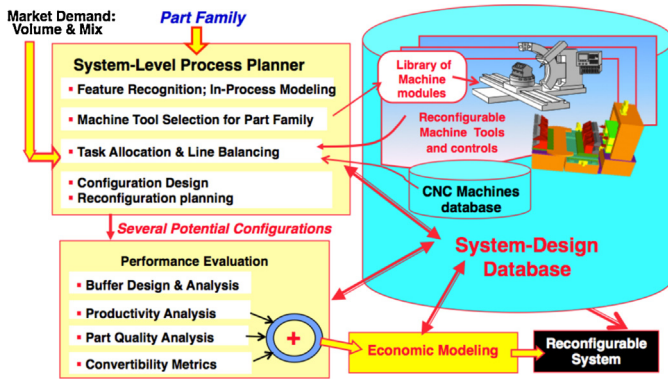 Market Demand:
Volume & Mix
Part Family
System-Level Process Planner
▪ Feature Recognition; In-Process Modeling
▪ Machine Tool Selection for Part Family
▪ Task Allocation & Line Balancing
▪ Configuration Design
▪ Reconfiguration planning
Library of
Machine
modules
Reconfigurable
Machine Tools
and controls
CNC Machines
database
System-Design
Database
Several Potential Configurations
Performance Evaluation
▪ Buffer Design & Analysis
▪ Productivity Analysis
▪ Part Quality Analysis
▪ Convertibility Metrics
+
Economic Modeling
Reconfigurable
System